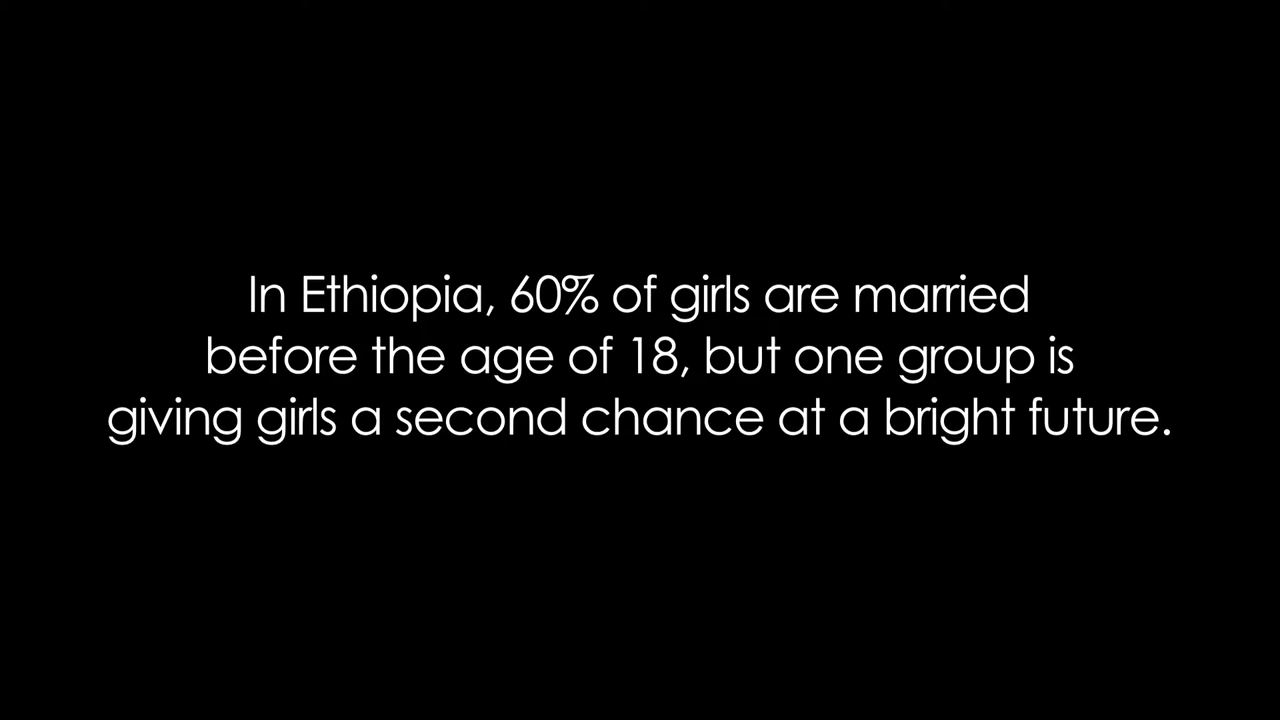 In Ethiopia, 60% of girls are married
before the age of 18, but one group is
giving girls a second chance at a bright future.